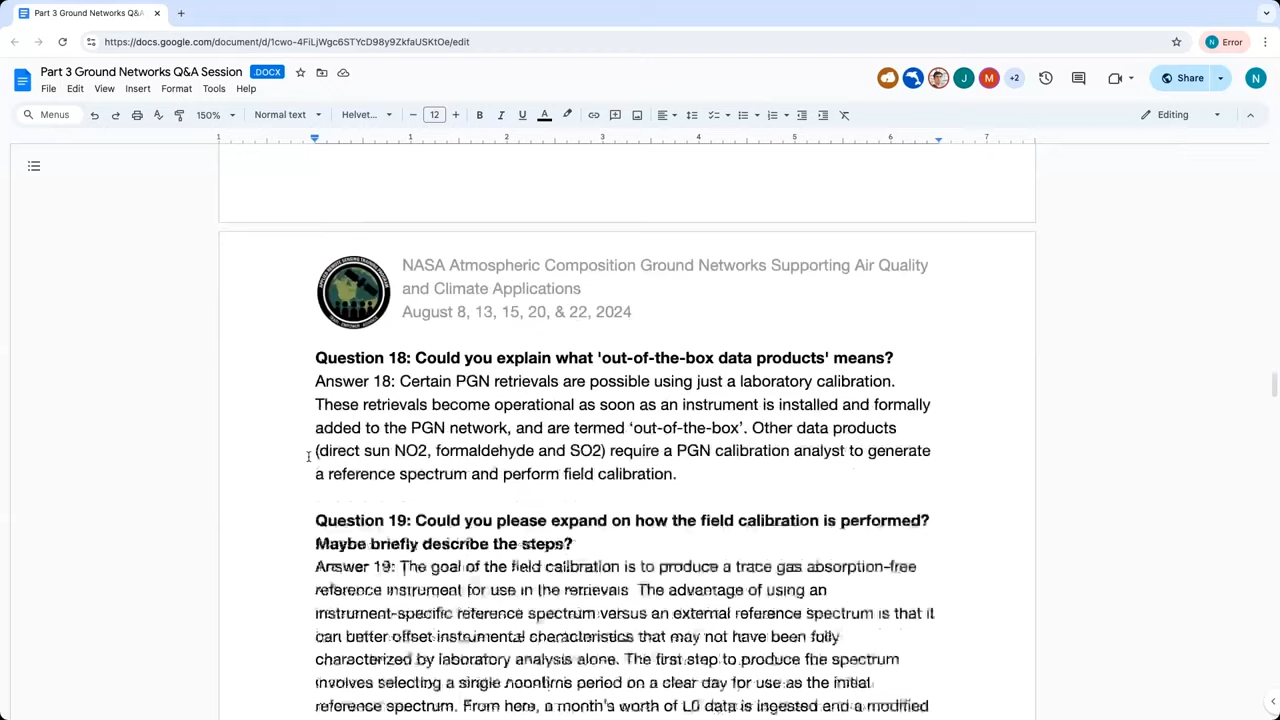 Part 3 Ground Networks Q&A
https://docs.google.com/document/d/1cwo-4FiLjWgc6STYcD98y9ZkfaUSKtOe/edit
N Error
Part 3 Ground Networks Q&A Session .DOCX
File Edit View Insert Format Tools Help
J M +2 Share N
Menus 150% Normal text Helvet... 12 B I U A Editing
1 1 2 3 4 5 6 7
NASA Atmospheric Composition Ground Networks Supporting Air Quality
and Climate Applications
August 8, 13, 15, 20, & 22, 2024
Question 18: Could you explain what 'out-of-the-box data products' means?
Answer 18: Certain PGN retrievals are possible using just a laboratory calibration.
These retrievals become operational as soon as an instrument is installed and formally
added to the PGN network, and are termed ‘out-of-the-box’. Other data products
(direct sun NO2, formaldehyde and SO2) require a PGN calibration analyst to generate
a reference spectrum and perform field calibration.
Question 19: Could you please expand on how the field calibration is performed?
Maybe briefly describe the steps?
Answer 19: The goal of the field calibration is to produce a trace gas absorption-free
reference instrument for use in the retrievals. The advantage of using an
instrument-specific reference spectrum versus an external reference spectrum is that it
can better offset instrumental characteristics that may not have been fully
characterized by laboratory analysis alone. The first step to produce the spectrum
involves selecting a single noontime period on a clear day for use as the initial
reference spectrum. From here, a month's worth of L0 data is ingested and a modified